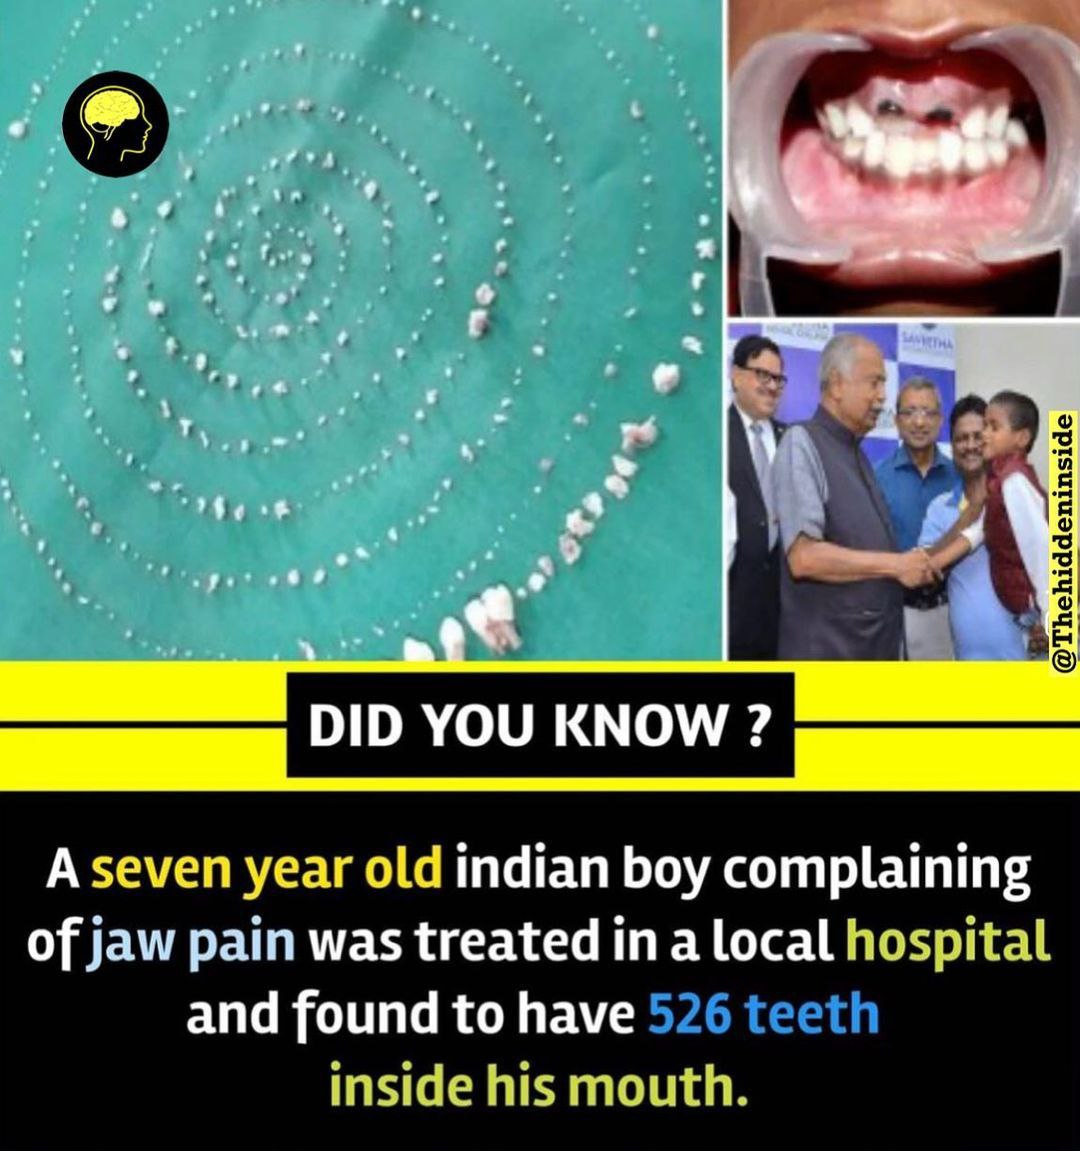 SAVEETHA
@Thehiddeninside
DID YOU KNOW ?
A seven year old indian boy complaining
of jaw pain was treated in a local hospital
and found to have 526 teeth
inside his mouth.